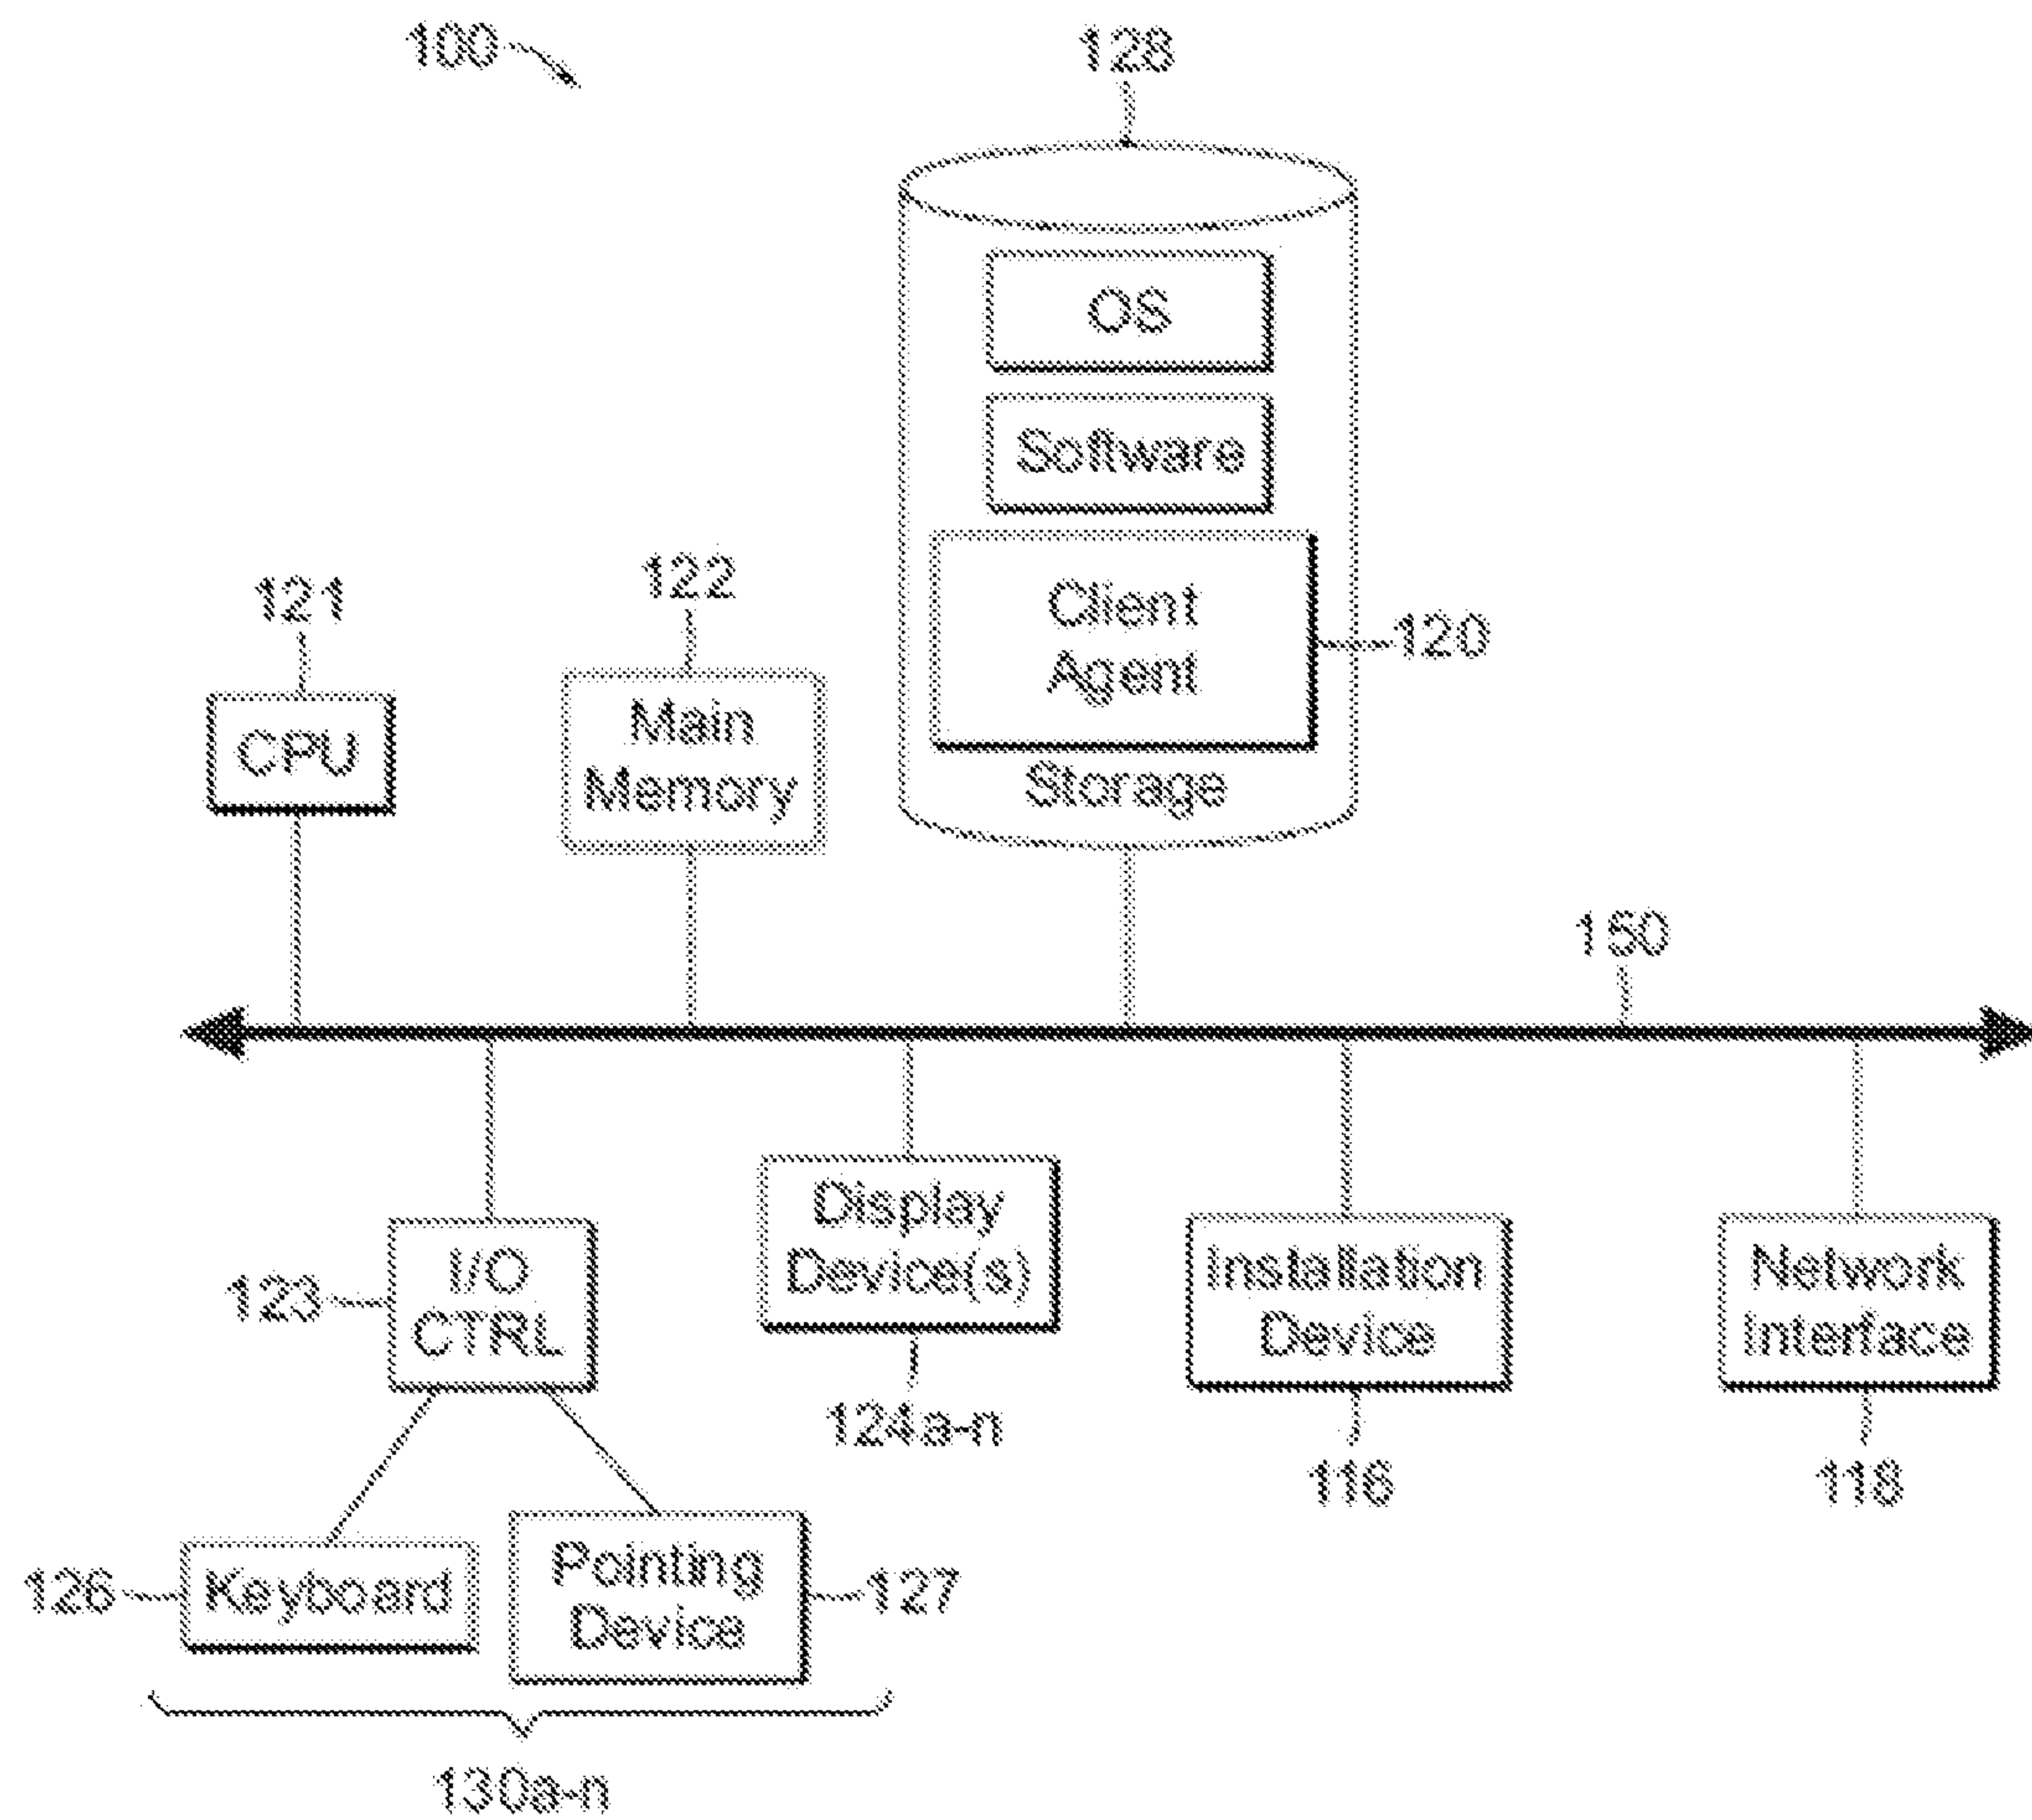 100
128
OS
Software
Client
Agent
120
Storage
121
CPU
122
Main
Memory
150
I/O
CTRL
123
Display
Device(s)
124a-n
Installation
Device
116
Network
Interface
118
126
Keyboard
Pointing
Device
127
130a-n